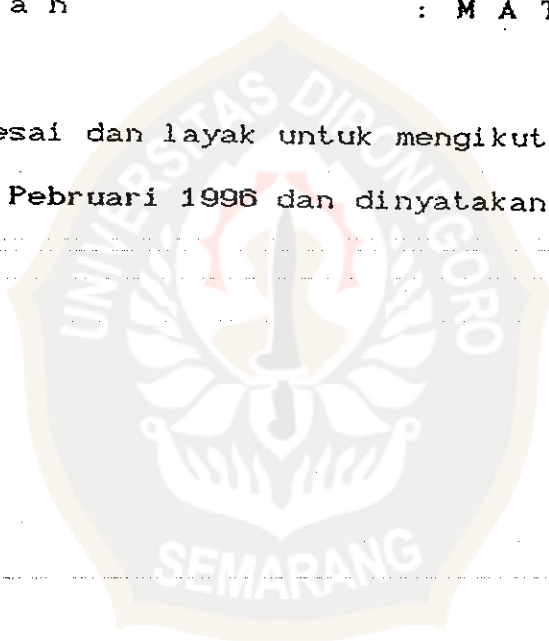 a n : M A T
esai dan layak untuk mengikut
Pebruari 1996 dan dinyatakan
UNIVERSITAS DIPONEGORO
SEMARANG